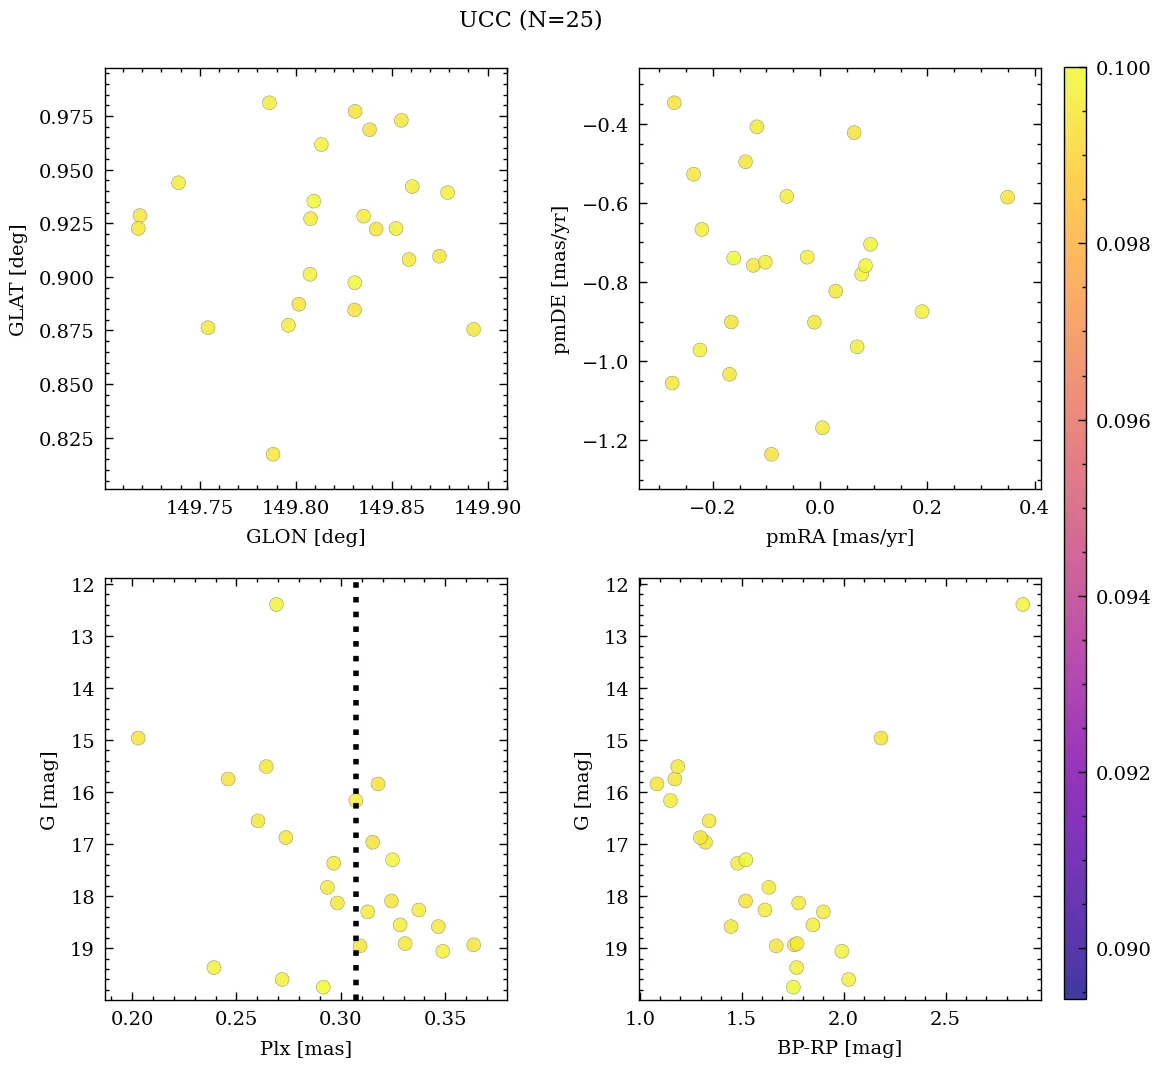 UCC (N=25)
0.975
0.950
0.925
0.900
0.875
0.850
0.825
GLAT [deg]
149.75 149.80 149.85 149.90
GLON [deg]
−0.4
−0.6
−0.8
−1.0
−1.2
pmDE [mas/yr]
−0.2 0.0 0.2 0.4
pmRA [mas/yr]
12
13
14
15
16
17
18
19
G [mag]
0.20 0.25 0.30 0.35
Plx [mas]
G [mag]
12
13
14
15
16
17
18
19
1.0 1.5 2.0 2.5
BP-RP [mag]
0.100
0.098
0.096
0.094
0.092
0.090